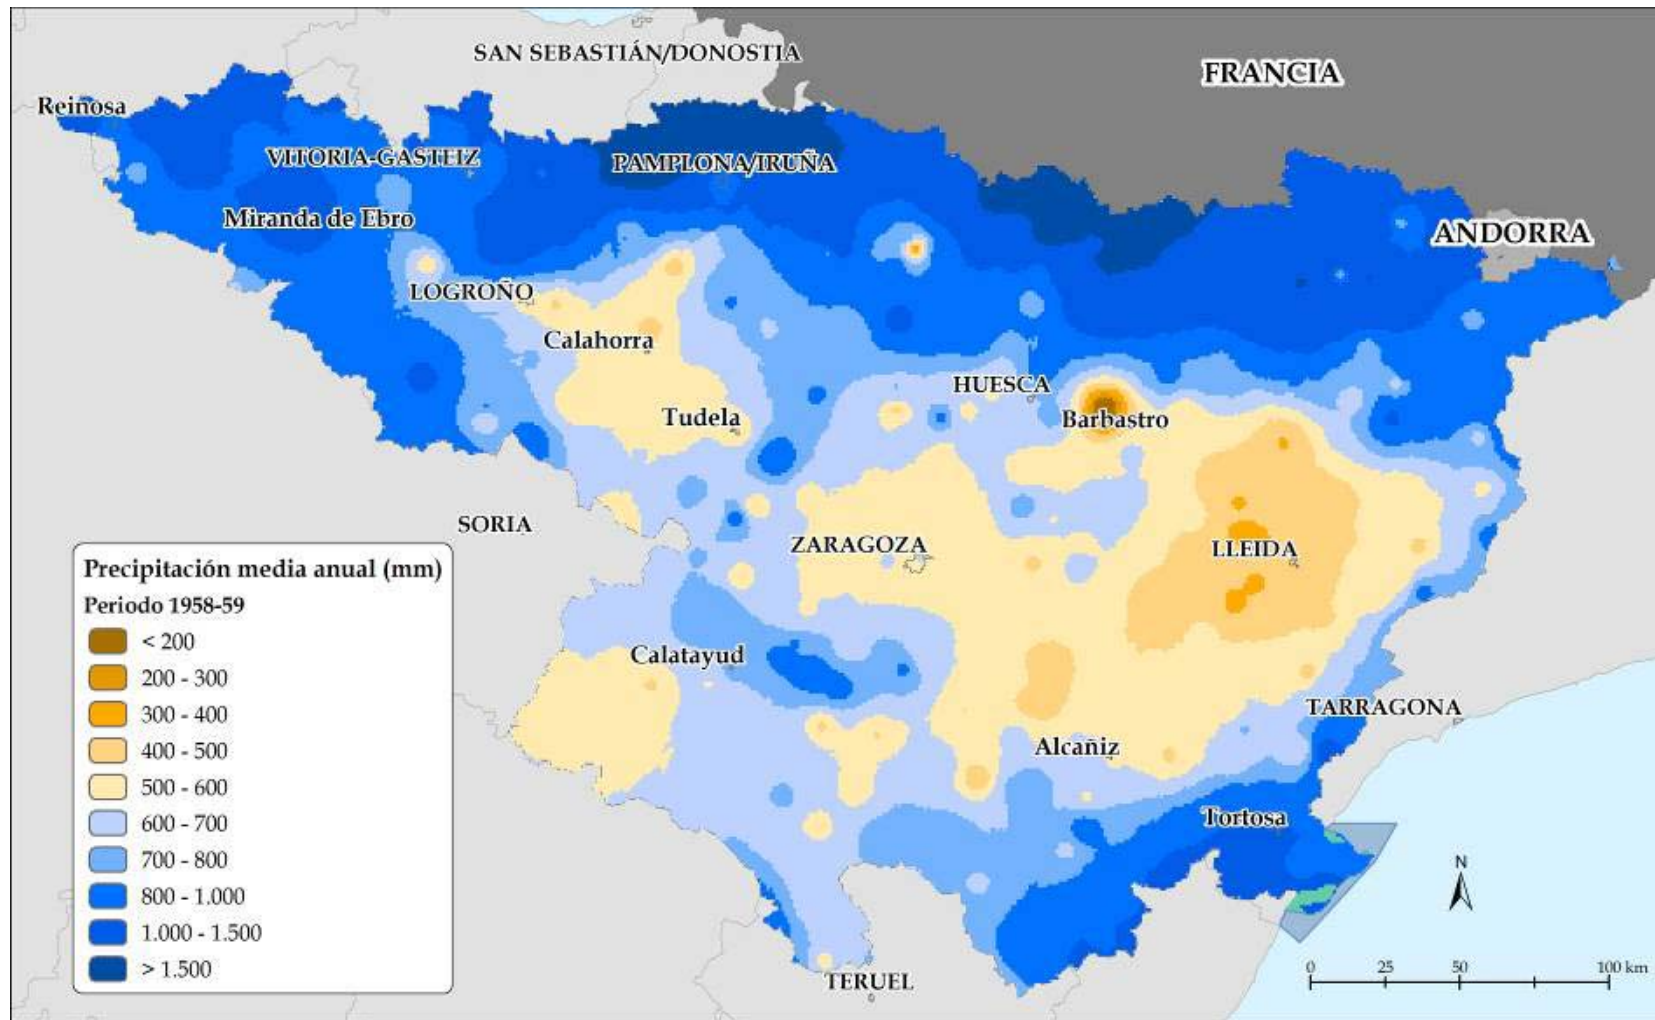 SAN SEBASTIÁN/DONOSTIA
FRANCIA
Reinosa
VITORIA-GASTEIZ
PAMPLONA/IRUÑA
Miranda de Ebro
ANDORRA
LOGROÑO
Calahorra
HUESCA
Tudela
Barbastro
SORIA
ZARAGOZA
LLEIDA
Precipitación media anual (mm)
Periodo 1958-59
< 200
200 - 300
300 - 400
400 - 500
500 - 600
600 - 700
700 - 800
800 - 1.000
1.000 - 1.500
> 1.500
Calatayud
TARRAGONA
Alcañiz
Tortosa
TERUEL
N
0 25 50 100 km